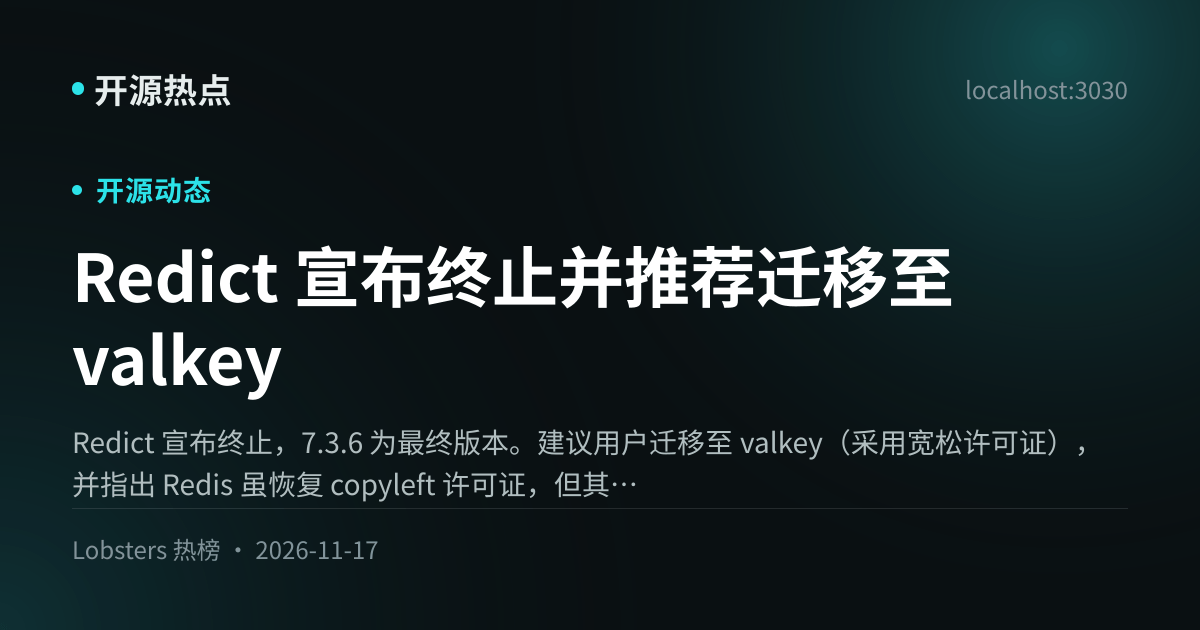 开源热点
localhost:3030
开源动态
Redict 宣布终止并推荐迁移至
valkey
Redict 宣布终止，7.3.6 为最终版本。建议用户迁移至 valkey（采用宽松许可证），
并指出 Redis 虽恢复 copyleft 许可证，但其…
Lobsters 热榜 • 2026-11-17